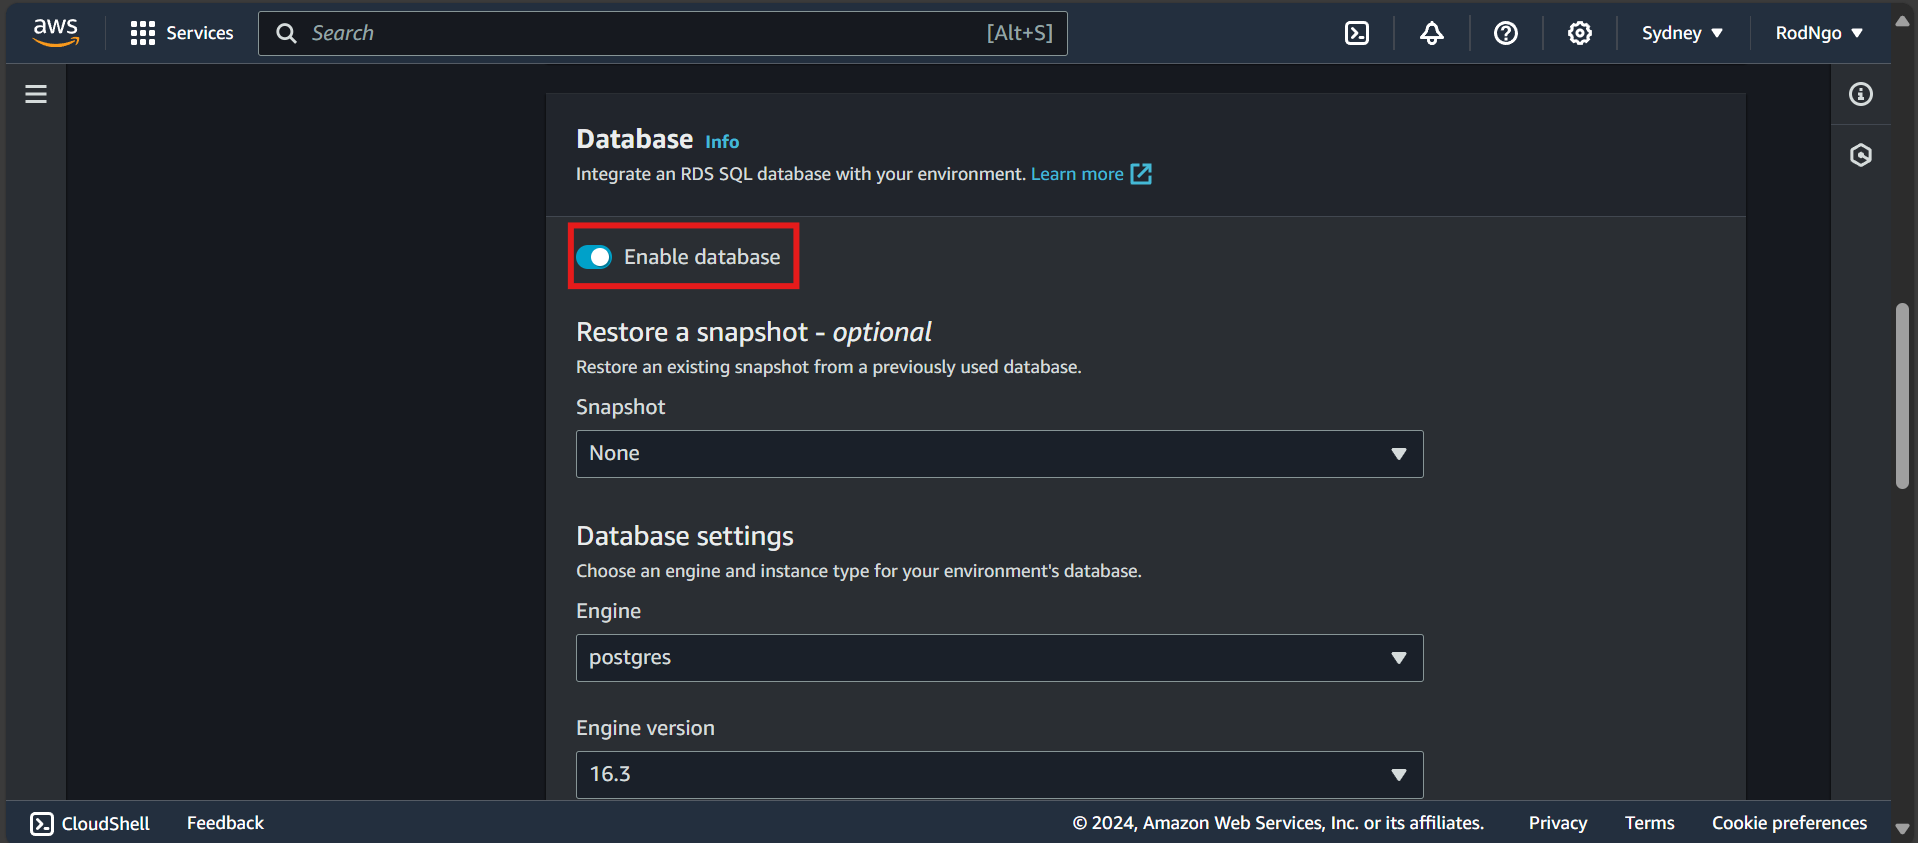 aws Services Search [Alt+S] Sydney RodNgo
Database Info
Integrate an RDS SQL database with your environment. Learn more
Enable database
Restore a snapshot - optional
Restore an existing snapshot from a previously used database.
Snapshot
None
Database settings
Choose an engine and instance type for your environment's database.
Engine
postgres
Engine version
16.3
CloudShell Feedback © 2024, Amazon Web Services, Inc. or its affiliates. Privacy Terms Cookie preferences